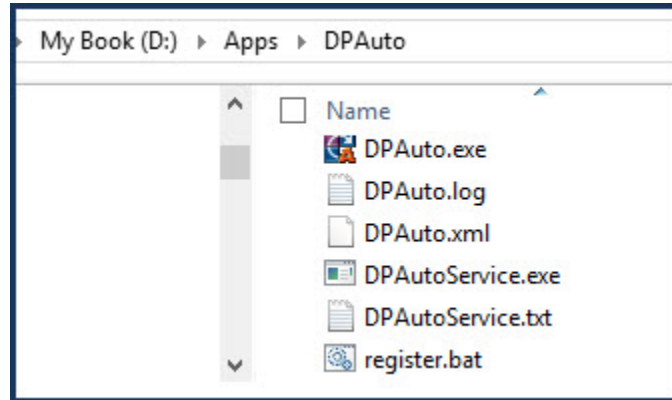 My Book (D:) Apps DPAuto
Name
DPAuto.exe
DPAuto.log
DPAuto.xml
DPAutoService.exe
DPAutoService.txt
register.bat